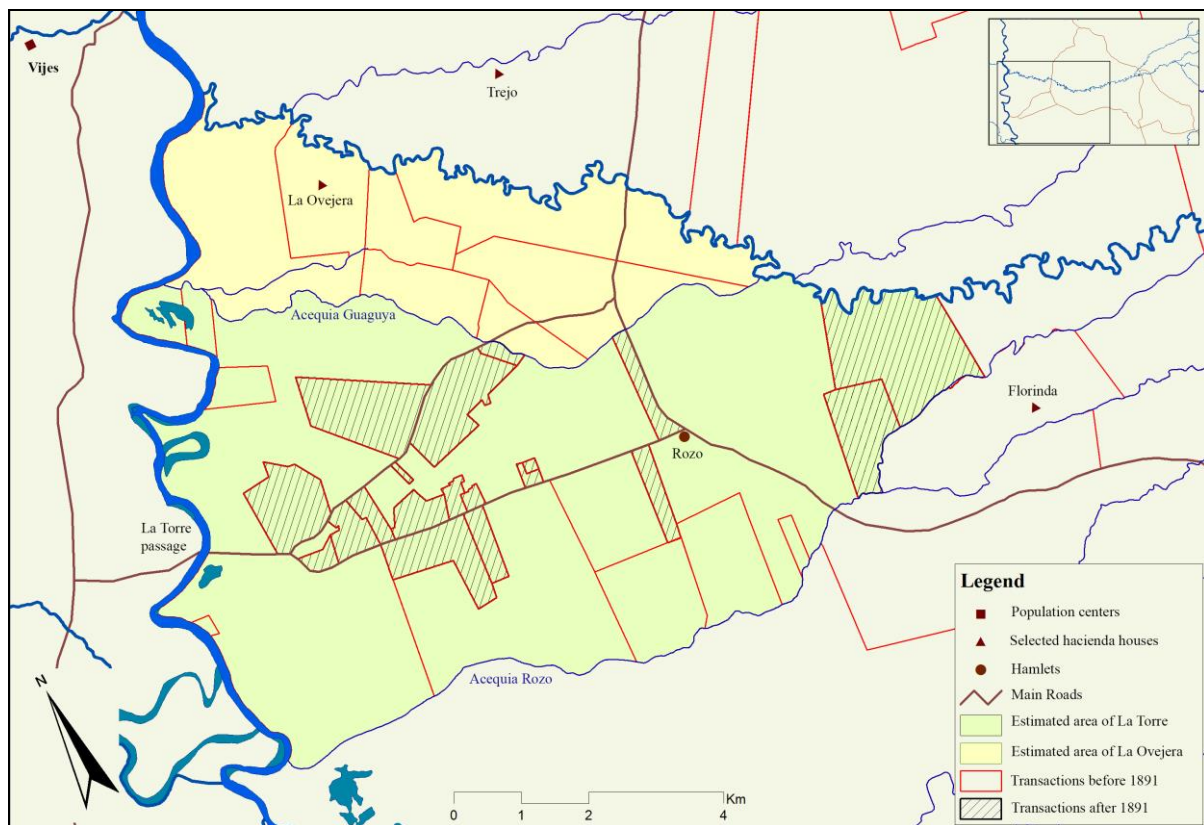 Vijes
Trejo
La Ovejera
Acequia Guaguya
Florinda
Rozo
La Torre
passage
Acequia Rozo
N
Km
0 1 2 4
Legend
Population centers
Selected hacienda houses
Hamlets
Main Roads
Estimated area of La Torre
Estimated area of La Ovejera
Transactions before 1891
Transactions after 1891